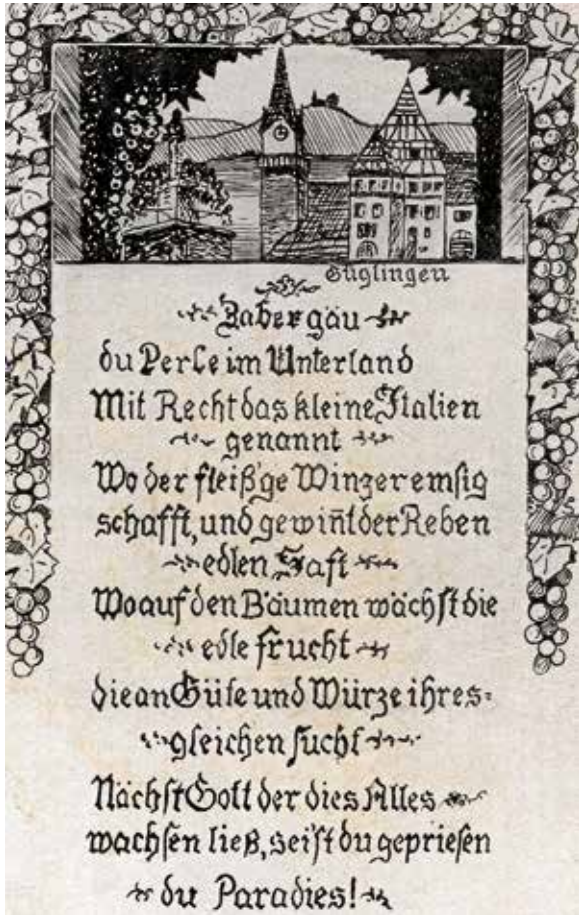 Güglingen
Zabergäu
du Perle im Unterland
Mit Recht das kleine Italien
genannt
Wo der fleiß'ge Winzer emsig
schafft, und gewiñt der Reben
edlen Saft
Wo auf den Bäumen wächst die
edle frucht
die an Güte und Würze ihres=
gleichen sucht
Nächst Gott der dies Alles
wachsen ließ, sei'st du gepriesen
du Paradies!